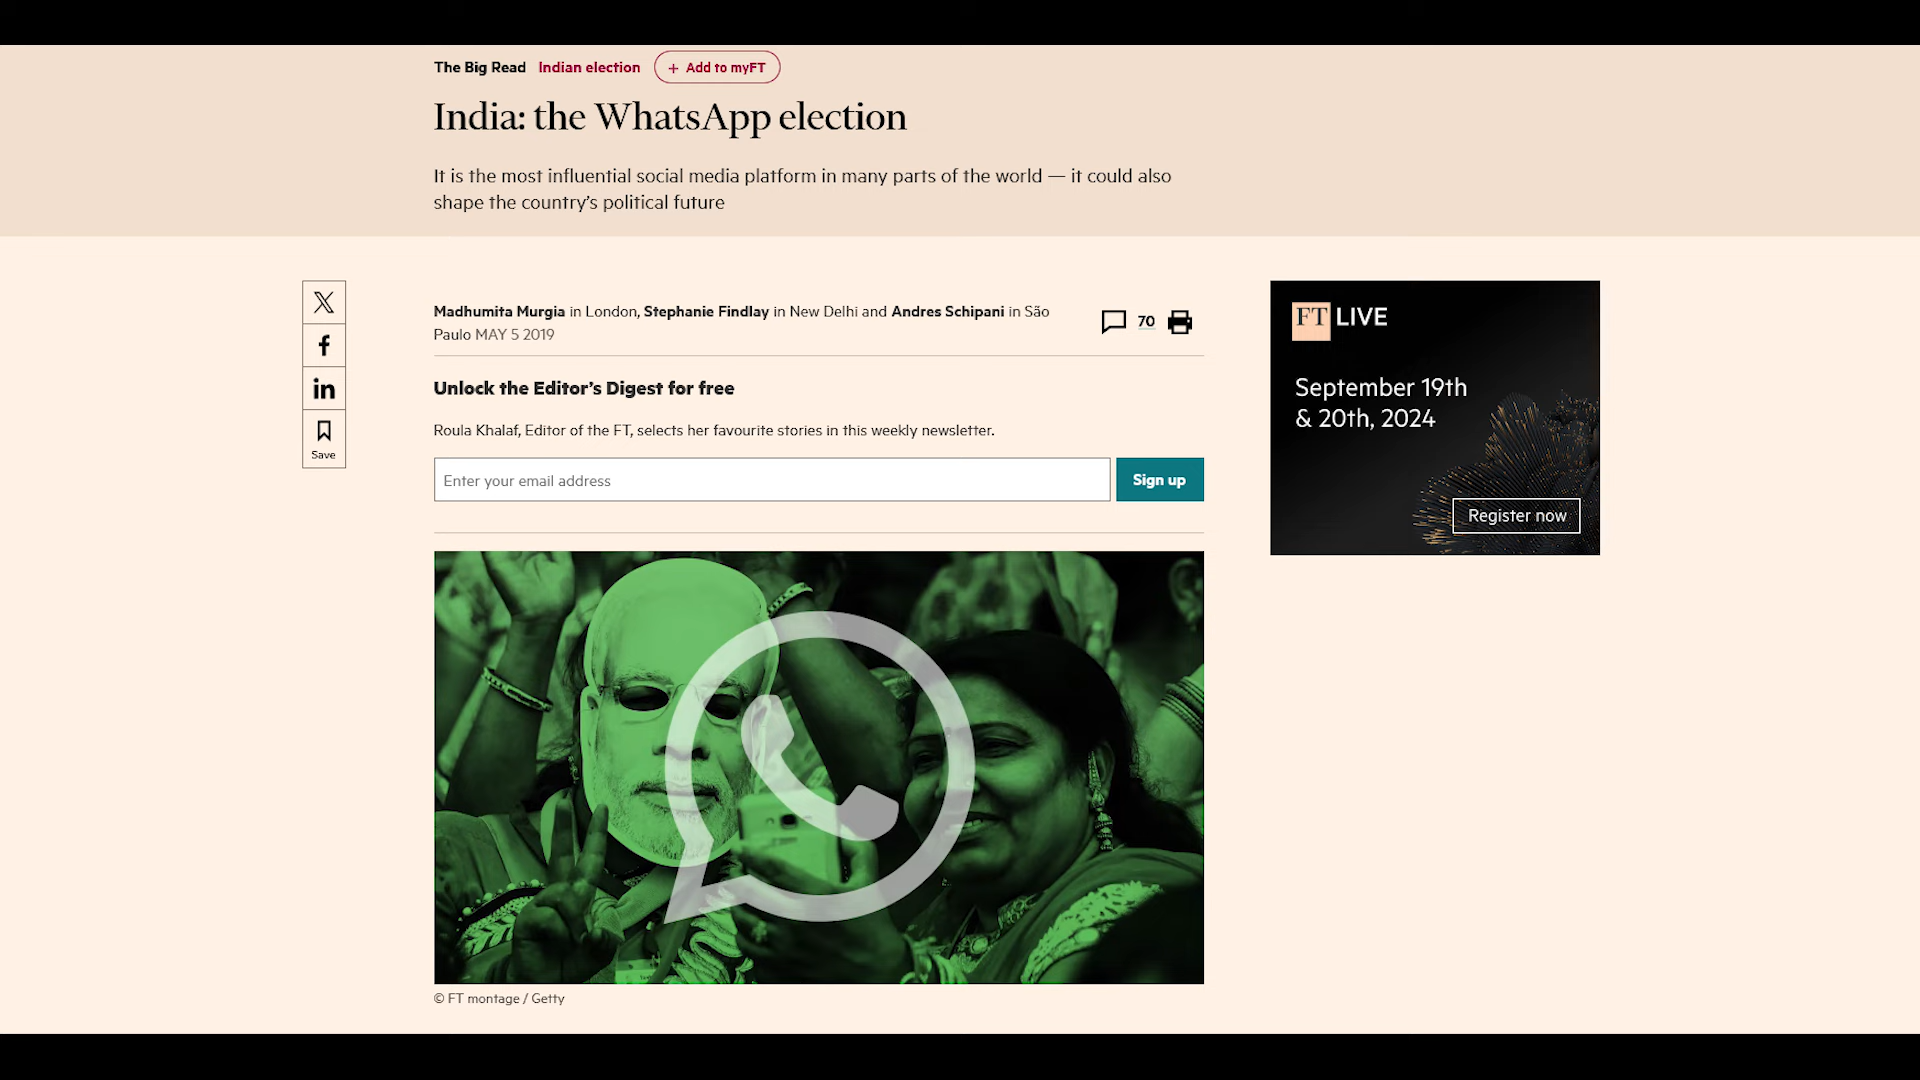 The Big Read Indian election + Add to myFT
India: the WhatsApp election
It is the most influential social media platform in many parts of the world — it could also
shape the country's political future
Madhumita Murgia in London, Stephanie Findlay in New Delhi and Andres Schipani in São
Paulo MAY 5 2019
70
Save
Unlock the Editor's Digest for free
Roula Khalaf, Editor of the FT, selects her favourite stories in this weekly newsletter.
Enter your email address
Sign up
FT LIVE
September 19th
& 20th, 2024
Register now
© FT montage / Getty